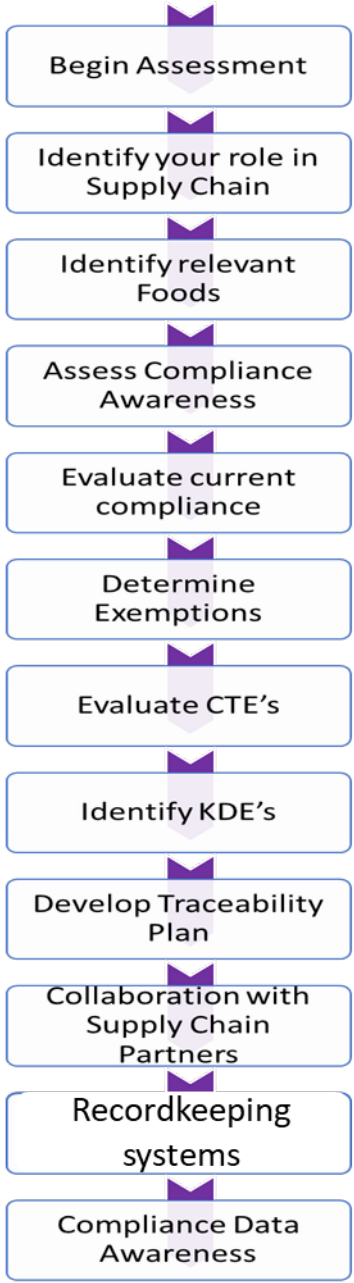 Begin Assessment
Identify your role in
Supply Chain
Identify relevant
Foods
Assess Compliance
Awareness
Evaluate current
compliance
Determine
Exemptions
Evaluate CTE’s
Identify KDE’s
Develop Traceability
Plan
Collaboration with
Supply Chain
Partners
Recordkeeping
systems
Compliance Data
Awareness